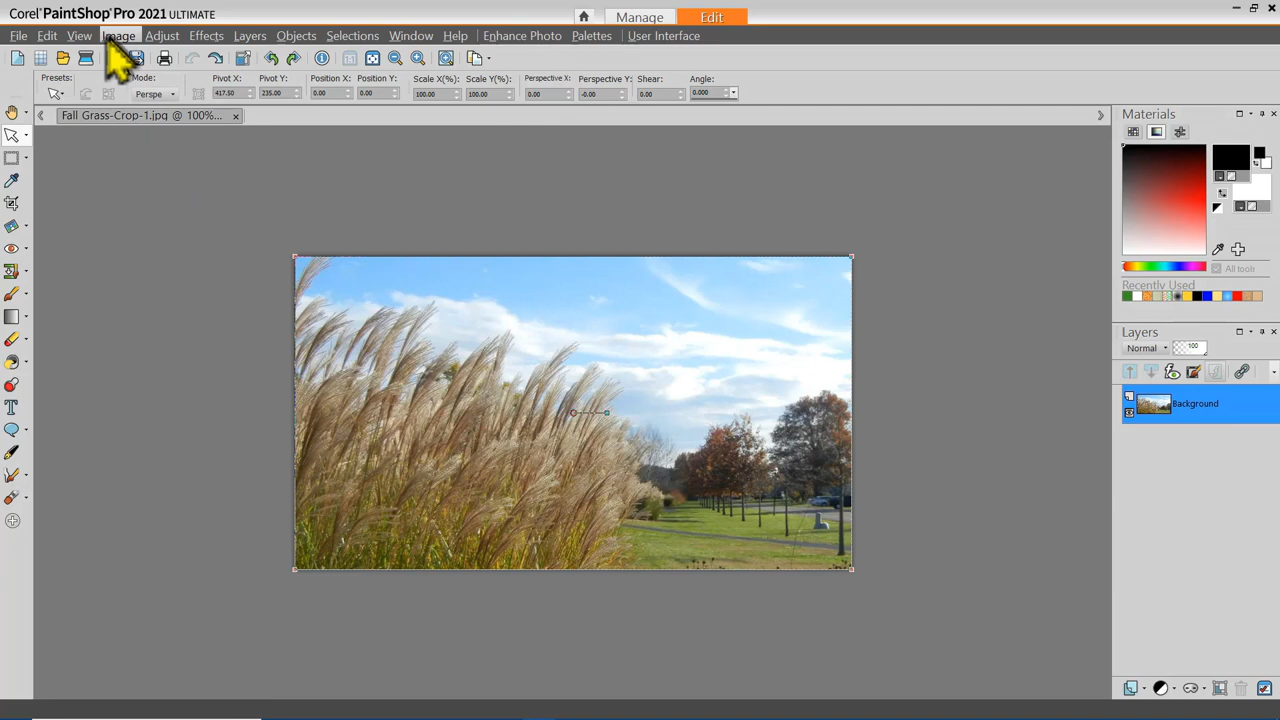 Corel® PaintShop® Pro 2021 ULTIMATE
Manage
Edit
File Edit View Image Adjust Effects Layers Objects Selections Window Help Enhance Photo Palettes User Interface
Presets: Mode: Pivot X: Pivot Y: Position X: Position Y: Scale X(%): Scale Y(%): Perspective X: Perspective Y: Shear: Angle:
Perspe 417.50 235.00 0.00 0.00 100.00 100.00 0.00 -0.00 0.00 0.000
Fall Grass-Crop-1.jpg @ 100%...
Materials
All tools
Recently Used
Layers
Normal 100
Background